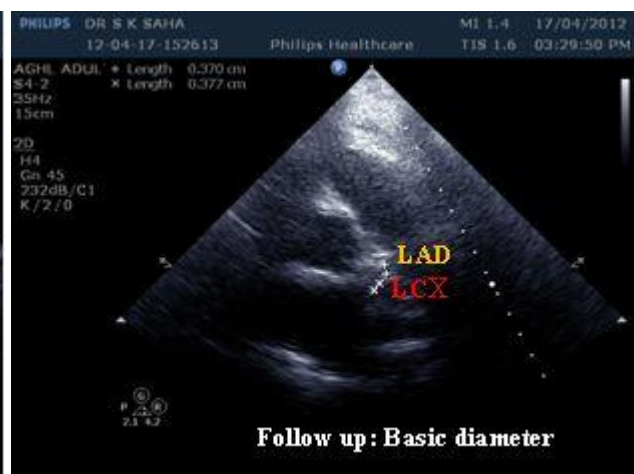 PHILIPS DR S K SAHA MI 1.4 17/04/2012
12-04-17-152613 Philips Healthcare TIS 1.6 03:29:50 PM
AGHL ADUL + Length 0.370 cm
S4-2 × Length 0.377 cm
35Hz
15cm
2D
H4
Gn 45
232dB/C1
K/2/0
LAD
LCX
G
P R
2.1 4.2
Follow up: Basic diameter